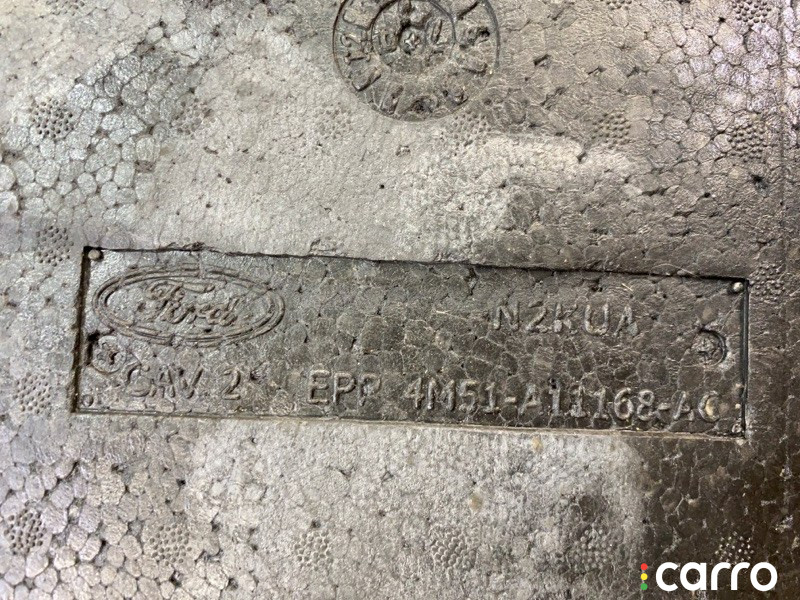 Ford N2KUA
CAV. 2 EPP 4M51-A11168-AC
carro